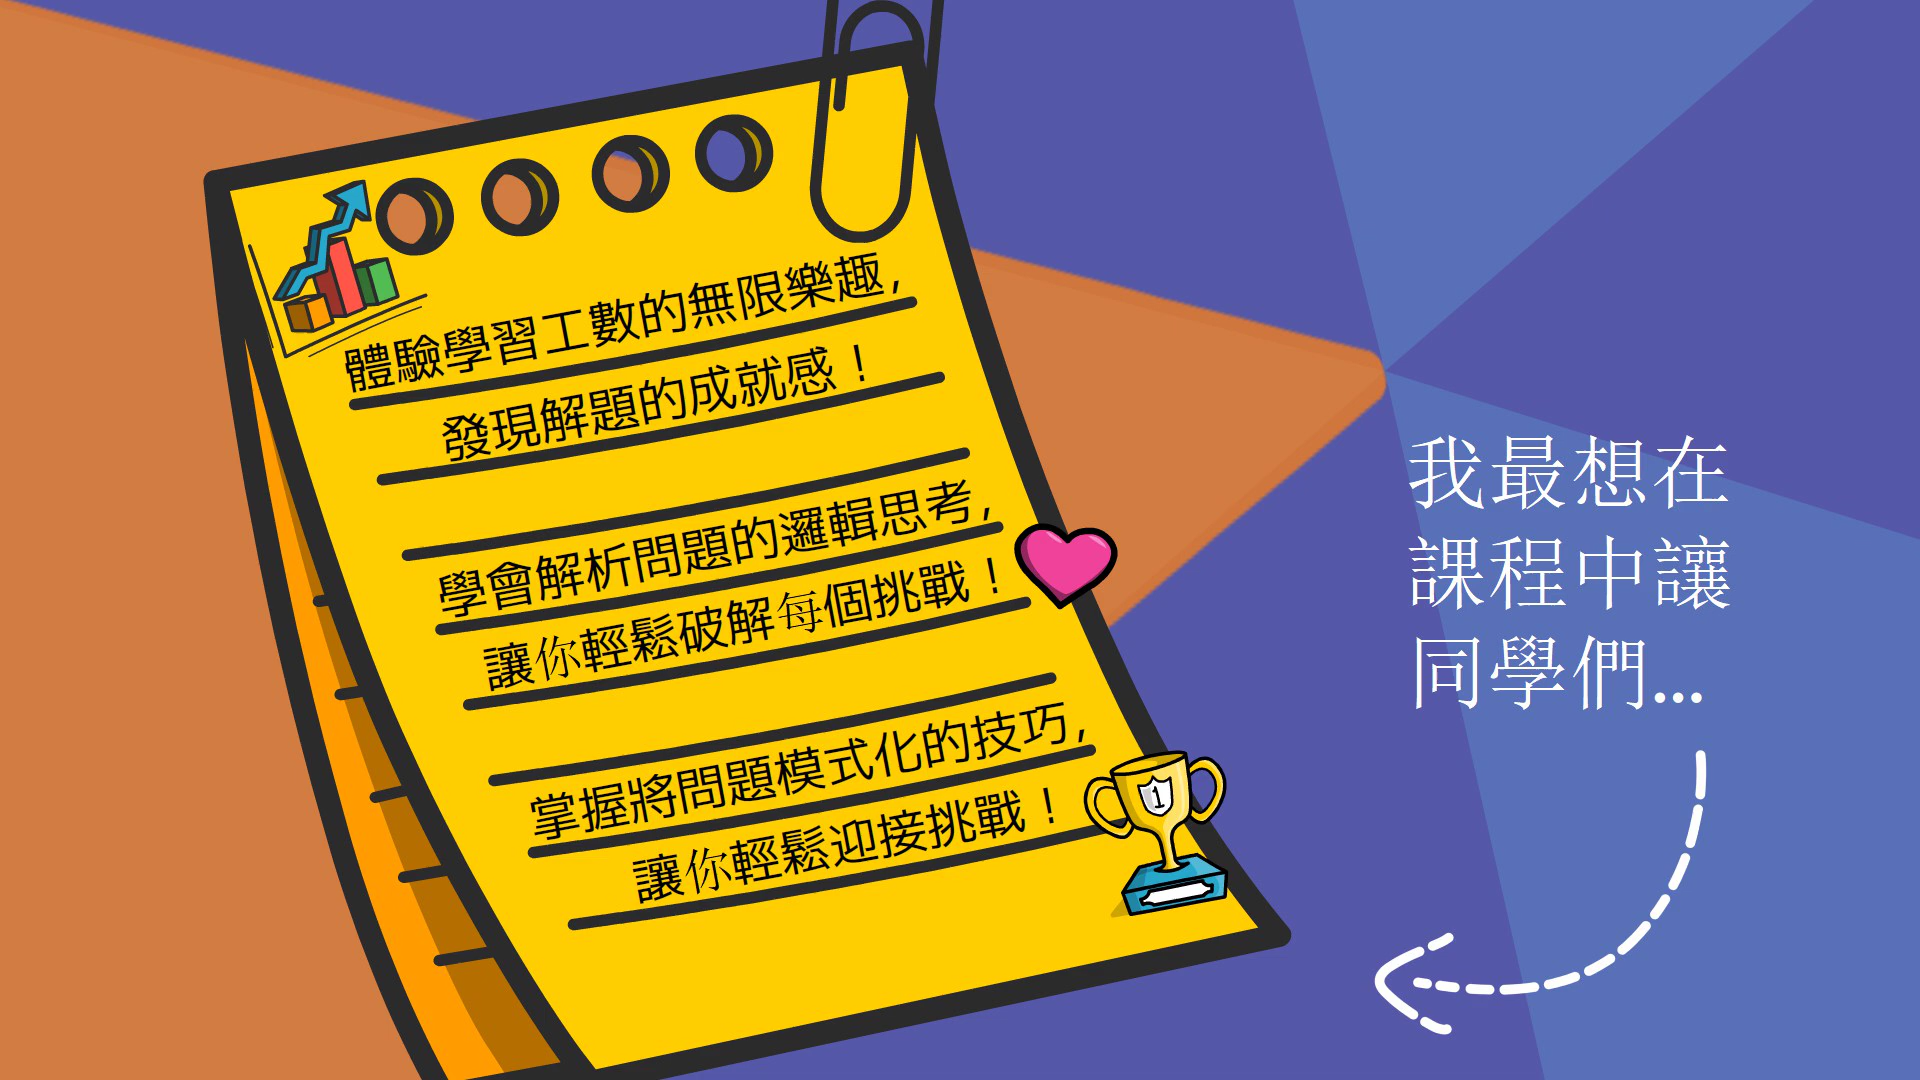 我最想在
課程中讓
同學們...
體驗學習工數的無限樂趣,
發現解題的成就感！
學會解析問題的邏輯思考,
讓你輕鬆破解每個挑戰！
掌握將問題模式化的技巧,
讓你輕鬆迎接挑戰！
1